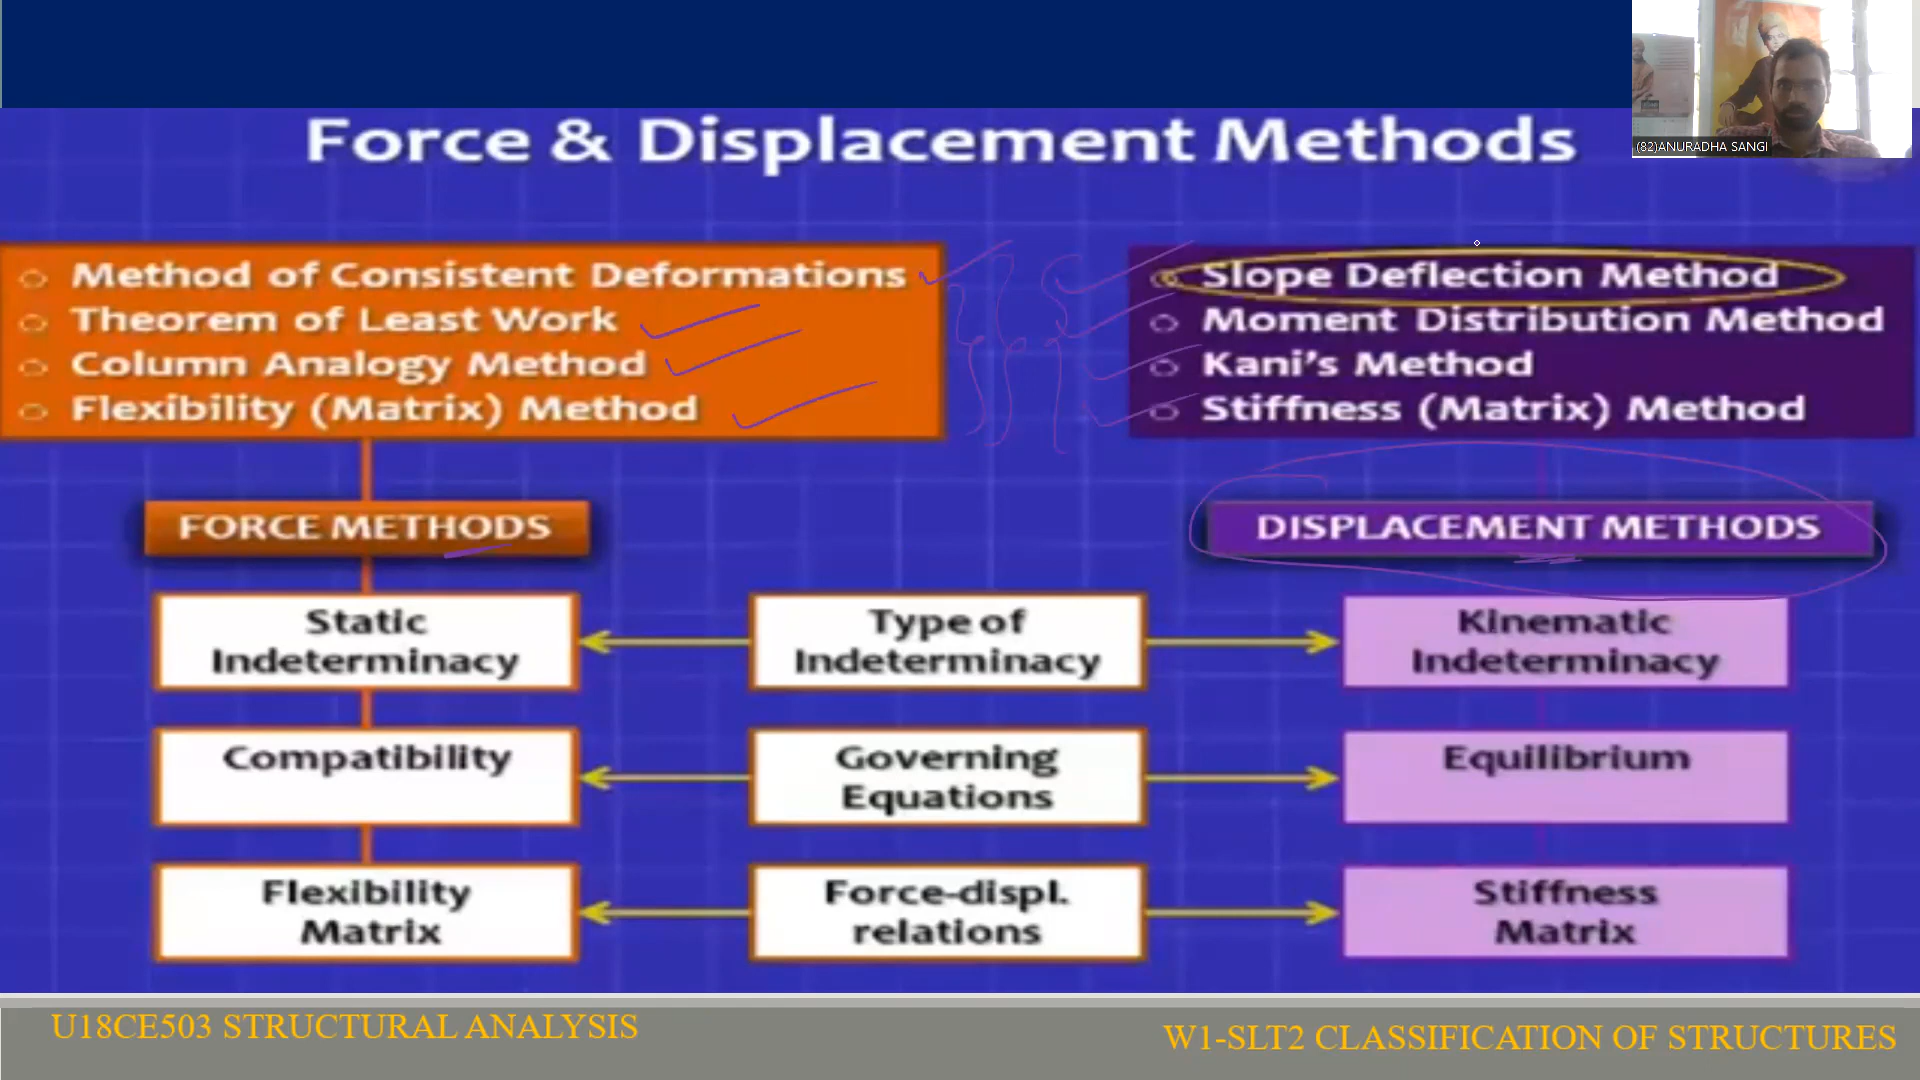 (82)ANURADHA SANGI
Force & Displacement Methods
Method of Consistent Deformations
Theorem of Least Work
Column Analogy Method
Flexibility (Matrix) Method
Slope Deflection Method
Moment Distribution Method
Kani's Method
Stiffness (Matrix) Method
FORCE METHODS
DISPLACEMENT METHODS
Static
Indeterminacy
Type of
Indeterminacy
Kinematic
Indeterminacy
Compatibility
Governing
Equations
Equilibrium
Flexibility
Matrix
Force-displ.
relations
Stiffness
Matrix
U18CE503 STRUCTURAL ANALYSIS
W1-SLT2 CLASSIFICATION OF STRUCTURES